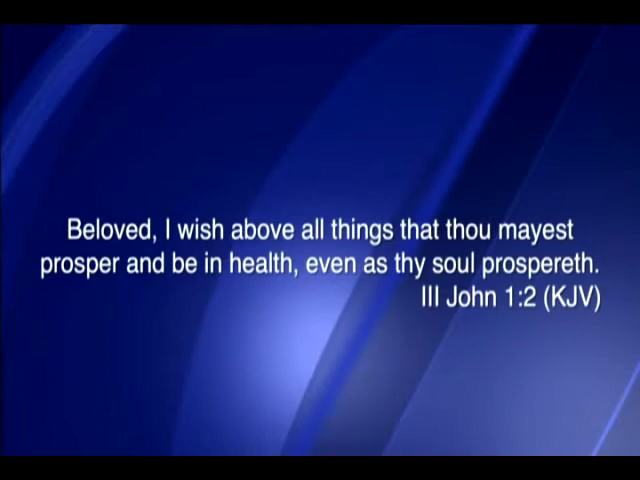 Beloved, I wish above all things that thou mayest
prosper and be in health, even as thy soul prospereth.
III John 1:2 (KJV)